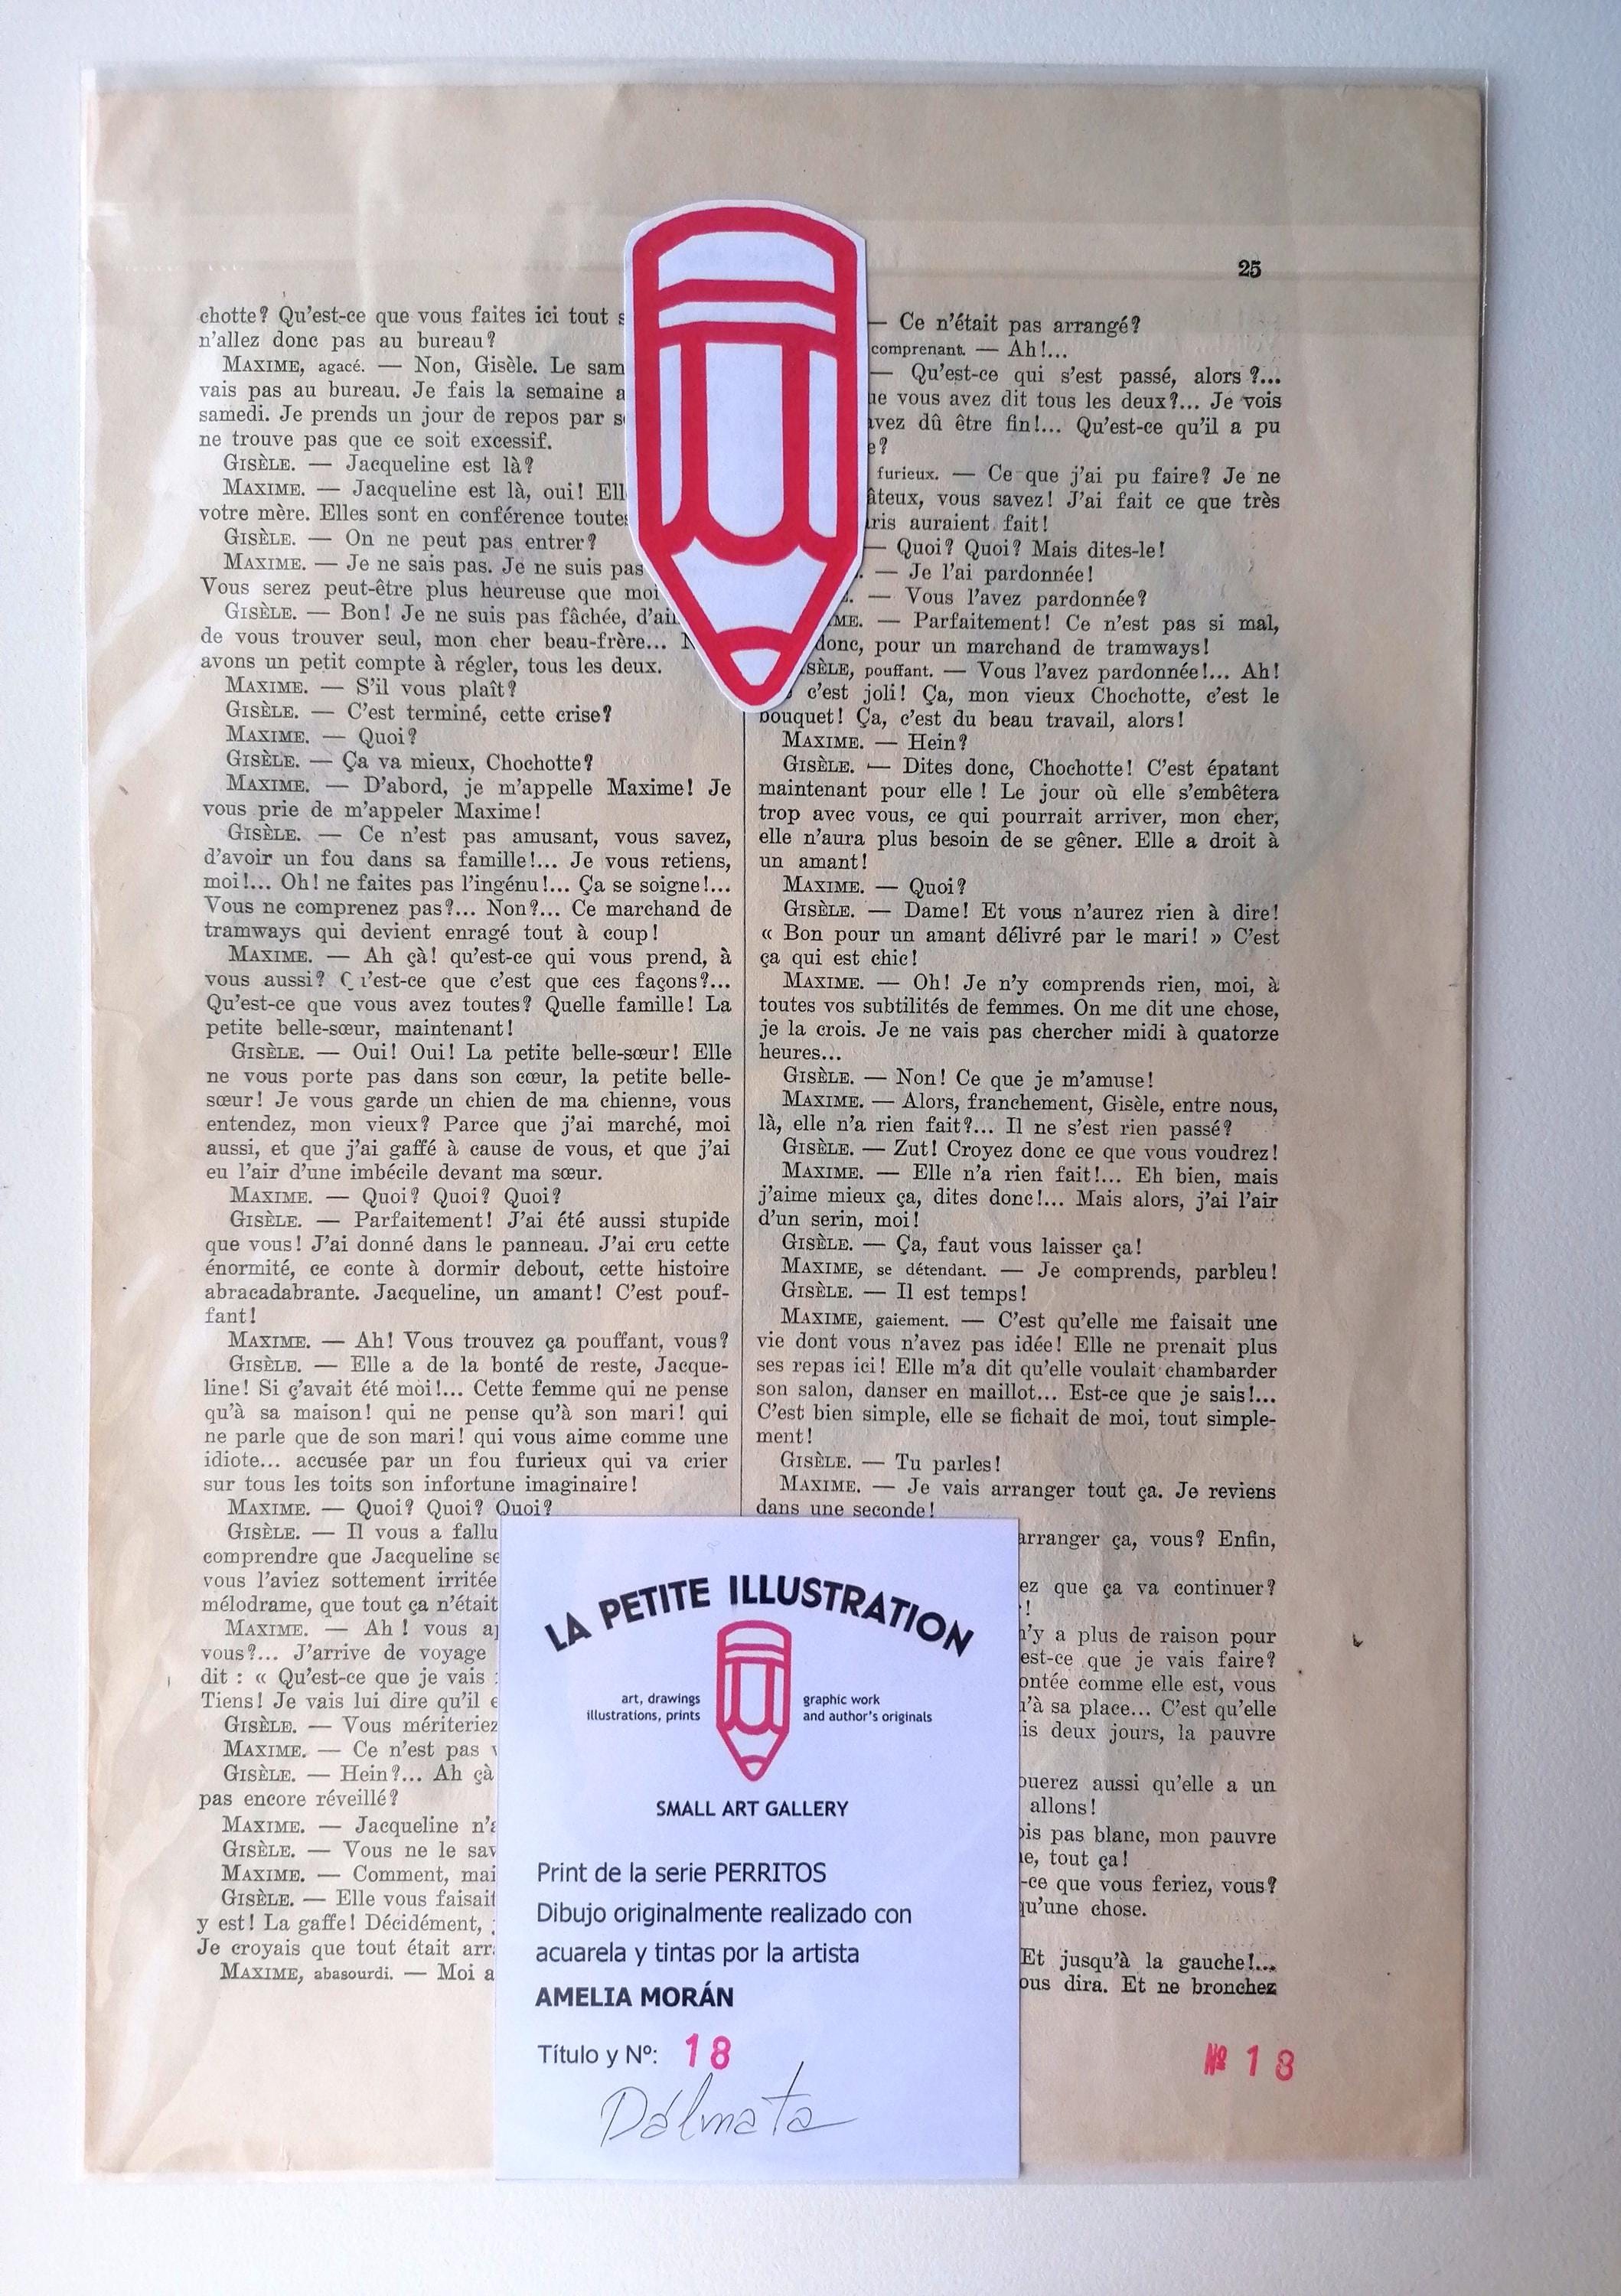 25
chotte? Qu'est-ce que vous faites ici tout
n'allez donc pas au bureau?
MAXIME, agacé. — Non, Gisèle. Le sam
vais pas au bureau. Je fais la semaine a
samedi. Je prends un jour de repos par s
ne trouve pas que ce soit excessif.
GISÈLE. — Jacqueline est là?
MAXIME. — Jacqueline est là, oui! Ell
votre mère. Elles sont en conférence toutes
GISÈLE. — On ne peut pas entrer?
MAXIME. — Je ne sais pas. Je ne suis pas
Vous serez peut-être plus heureuse que moi
GISÈLE. — Bon! Je ne suis pas fâchée, d'ail
de vous trouver seul, mon cher beau-frère... N
avons un petit compte à régler, tous les deux.
MAXIME. — S'il vous plaît?
GISÈLE. — C'est terminé, cette crise?
MAXIME. — Quoi?
GISÈLE. — Ça va mieux, Chochotte?
MAXIME. — D'abord, je m'appelle Maxime! Je
vous prie de m'appeler Maxime!
GISÈLE. — Ce n'est pas amusant, vous savez,
d'avoir un fou dans sa famille!... Je vous retiens,
moi!... Oh! ne faites pas l'ingénu!... Ça se soigne!...
Vous ne comprenez pas?... Non?... Ce marchand de
tramways qui devient enragé tout à coup!
MAXIME. — Ah çà! qu'est-ce qui vous prend, à
vous aussi? Q i'est-ce que c'est que ces façons?...
Qu'est-ce que vous avez toutes? Quelle famille! La
petite belle-sœur, maintenant!
GISÈLE. — Oui! Oui! La petite belle-sœur! Elle
ne vous porte pas dans son cœur, la petite belle-
sœur! Je vous garde un chien de ma chienne, vous
entendez, mon vieux? Parce que j'ai marché, moi
aussi, et que j'ai gaffé à cause de vous, et que j'ai
eu l'air d'une imbécile devant ma sœur.
MAXIME. — Quoi? Quoi? Quoi?
GISÈLE. — Parfaitement! J'ai été aussi stupide
que vous! J'ai donné dans le panneau. J'ai cru cette
énormité, ce conte à dormir debout, cette histoire
abracadabrante. Jacqueline, un amant! C'est pouf-
fant!
MAXIME. — Ah! Vous trouvez ça pouffant, vous?
GISÈLE. — Elle a de la bonté de reste, Jacque-
line! Si ç'avait été moi!... Cette femme qui ne pense
qu'à sa maison! qui ne pense qu'à son mari! qui
ne parle que de son mari! qui vous aime comme une
idiote... accusée par un fou furieux qui va crier
sur tous les toits son infortune imaginaire!
MAXIME. — Quoi? Quoi? Quoi?
GISÈLE. — Il vous a fallu
comprendre que Jacqueline se
vous l'aviez sottement irritée
mélodrame, que tout ça n'était
MAXIME. — Ah! vous a
vous?... J'arrive de voyage
dit : « Qu'est-ce que je vais
Tiens! Je vais lui dire qu'il e
GISÈLE. — Vous mériteriez
MAXIME. — Ce n'est pas
GISÈLE. — Hein?... Ah çà
pas encore réveillé?
MAXIME. — Jacqueline n'a
GISÈLE. — Vous ne le sav
MAXIME. — Comment, mai
GISÈLE. — Elle vous faisait
y est! La gaffe! Décidément,
Je croyais que tout était arr
MAXIME, abasourdi. — Moi a
— Ce n'était pas arrangé?
comprenant. — Ah!...
— Qu'est-ce qui s'est passé, alors?...
ue vous avez dit tous les deux?... Je vois
avez dû être fin!... Qu'est-ce qu'il a pu
e?
furieux. — Ce que j'ai pu faire? Je ne
âteux, vous savez! J'ai fait ce que très
ris auraient fait!
— Quoi? Quoi? Mais dites-le!
. — Je l'ai pardonnée!
. — Vous l'avez pardonnée?
ME. — Parfaitement! Ce n'est pas si mal,
donc, pour un marchand de tramways!
SÈLE, pouffant. — Vous l'avez pardonnée!... Ah!
c'est joli! Ça, mon vieux Chochotte, c'est le
bouquet! Ça, c'est du beau travail, alors!
MAXIME. — Hein?
GISÈLE. — Dites donc, Chochotte! C'est épatant
maintenant pour elle! Le jour où elle s'embêtera
trop avec vous, ce qui pourrait arriver, mon cher,
elle n'aura plus besoin de se gêner. Elle a droit à
un amant!
MAXIME. — Quoi?
GISÈLE. — Dame! Et vous n'aurez rien à dire!
« Bon pour un amant délivré par le mari! » C'est
ça qui est chic!
MAXIME. — Oh! Je n'y comprends rien, moi, à
toutes vos subtilités de femmes. On me dit une chose,
je la crois. Je ne vais pas chercher midi à quatorze
heures...
GISÈLE. — Non! Ce que je m'amuse!
MAXIME. — Alors, franchement, Gisèle, entre nous,
là, elle n'a rien fait?... Il ne s'est rien passé?
GISÈLE. — Zut! Croyez donc ce que vous voudrez!
MAXIME. — Elle n'a rien fait!... Eh bien, mais
j'aime mieux ça, dites donc!... Mais alors, j'ai l'air
d'un serin, moi!
GISÈLE. — Ça, faut vous laisser ça!
MAXIME, se détendant. — Je comprends, parbleu!
GISÈLE. — Il est temps!
MAXIME, gaiement. — C'est qu'elle me faisait une
vie dont vous n'avez pas idée! Elle ne prenait plus
ses repas ici! Elle m'a dit qu'elle voulait chambarder
son salon, danser en maillot... Est-ce que je sais!...
C'est bien simple, elle se fichait de moi, tout simple-
ment!
GISÈLE. — Tu parles!
MAXIME. — Je vais arranger tout ça. Je reviens
dans une seconde!
arranger ça, vous? Enfin,
ez que ça va continuer?
!
n'y a plus de raison pour
est-ce que je vais faire?
ontée comme elle est, vous
u'à sa place... C'est qu'elle
is deux jours, la pauvre
ouerez aussi qu'elle a un
allons!
ois pas blanc, mon pauvre
e, tout ça!
-ce que vous feriez, vous?
qu'une chose.
Et jusqu'à la gauche!...
ous dira. Et ne bronchez
LA PETITE ILLUSTRATION
art, drawings
illustrations, prints
graphic work
and author's originals
SMALL ART GALLERY
Print de la serie PERRITOS
Dibujo originalmente realizado con
acuarela y tintas por la artista
AMELIA MORÁN
Título y Nº: 18
Dálmata
Nº 18